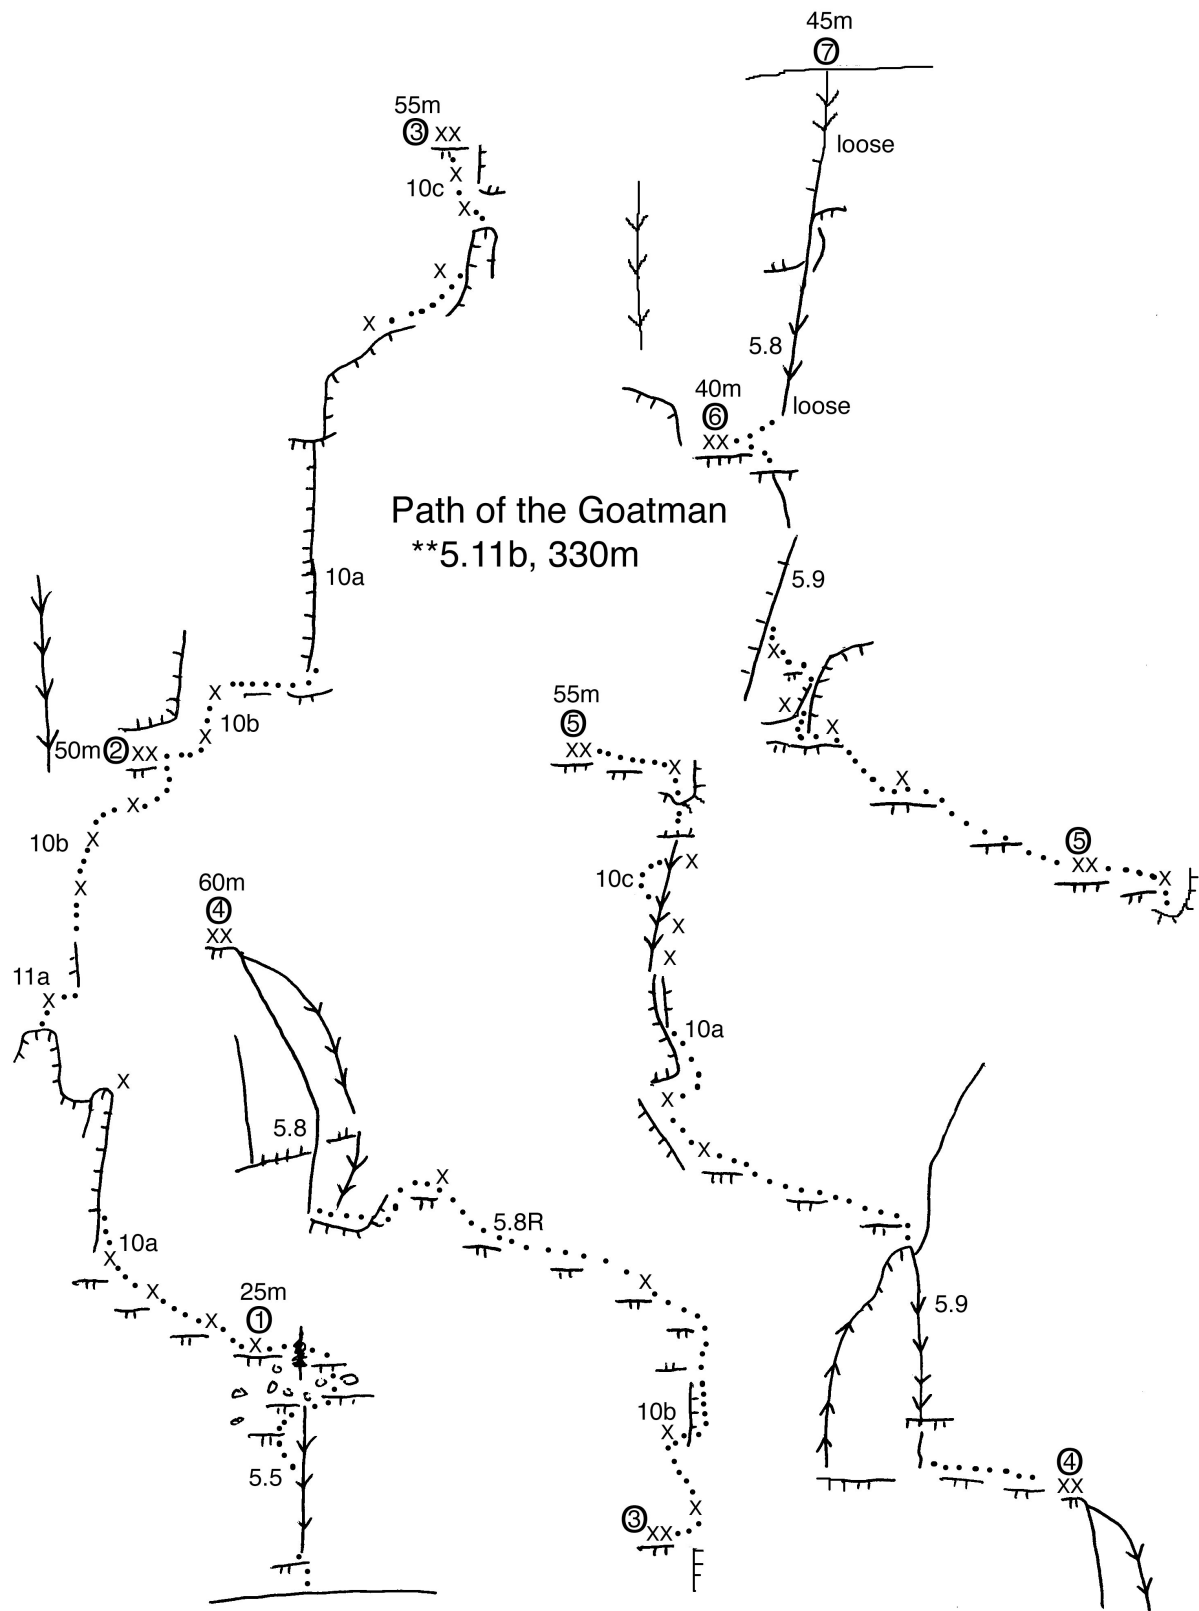 45m
7
loose
5.8
loose
40m
6
XX
5.9
55m
3 XX
X
10c
X
X
X
10a
Path of the Goatman
**5.11b, 330m
X
10b
X
50m 2 XX
X
10b X
X
11a
X
X
10a
X
X
X
25m
1
X
5.5
60m
4
XX
5.8
X
5.8R
X
10b
X
X
3 XX
55m
5
XX
X
10c
X
X
X
10a
X
X
5.9
4
XX
X
X
X
X
5
XX
X